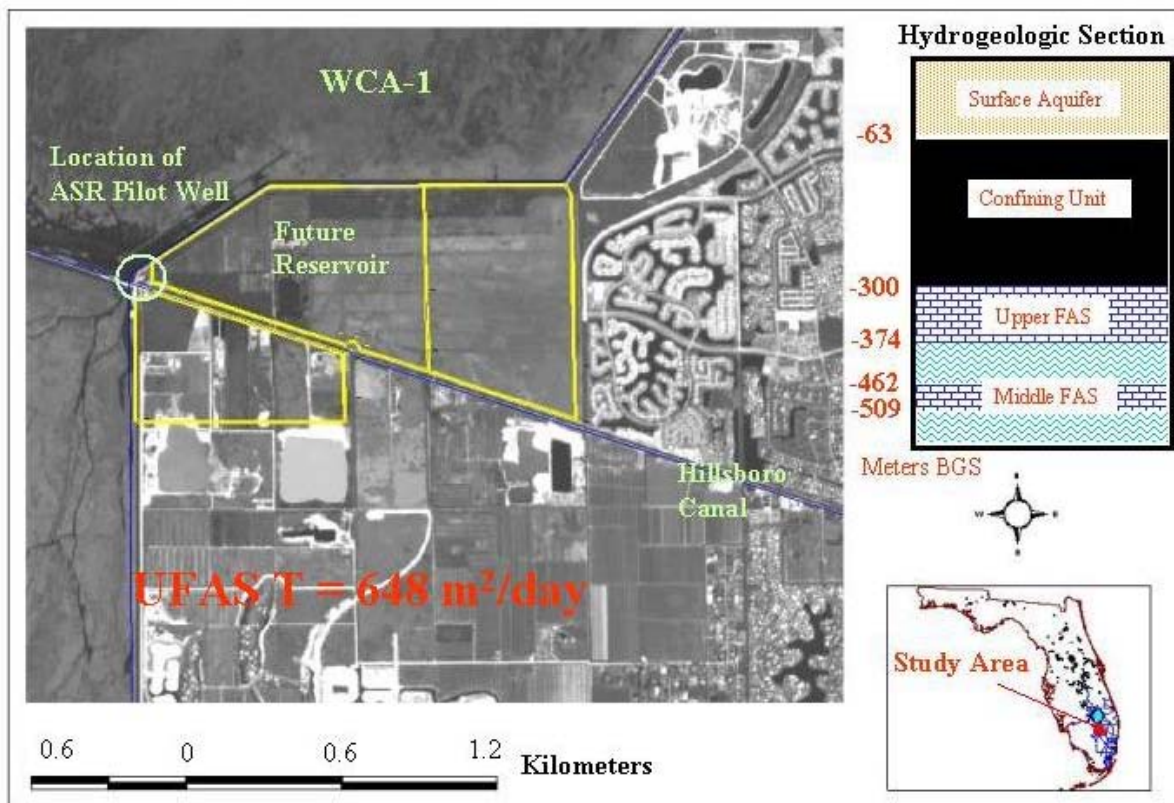 Hydrogeologic Section
WCA-1
Surface Aquifer
-63
Location of
ASR Pilot Well
Confining Unit
Future
Reservoir
-300
Upper FAS
-374
-462
Middle FAS
-509
Meters BGS
Hillsboro
Canal
W
E
S
UFAS T = 648 m²/day
Study Area
0.6
0
0.6
1.2
Kilometers